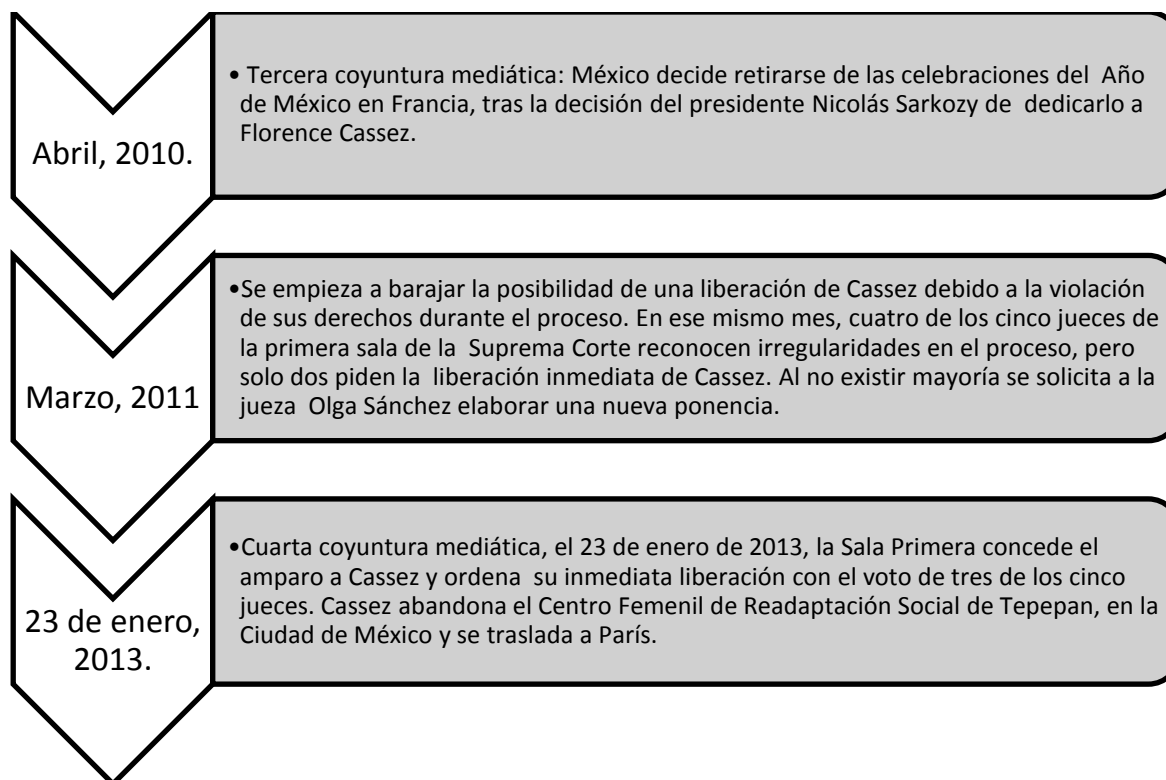 Abril, 2010.
• Tercera coyuntura mediática: México decide retirarse de las celebraciones del Año
de México en Francia, tras la decisión del presidente Nicolás Sarkozy de dedicarlo a
Florence Cassez.
Marzo, 2011
•Se empieza a barajar la posibilidad de una liberación de Cassez debido a la violación
de sus derechos durante el proceso. En ese mismo mes, cuatro de los cinco jueces de
la primera sala de la Suprema Corte reconocen irregularidades en el proceso, pero
solo dos piden la liberación inmediata de Cassez. Al no existir mayoría se solicita a la
jueza Olga Sánchez elaborar una nueva ponencia.
23 de enero,
2013.
•Cuarta coyuntura mediática, el 23 de enero de 2013, la Sala Primera concede el
amparo a Cassez y ordena su inmediata liberación con el voto de tres de los cinco
jueces. Cassez abandona el Centro Femenil de Readaptación Social de Tepepan, en la
Ciudad de México y se traslada a París.